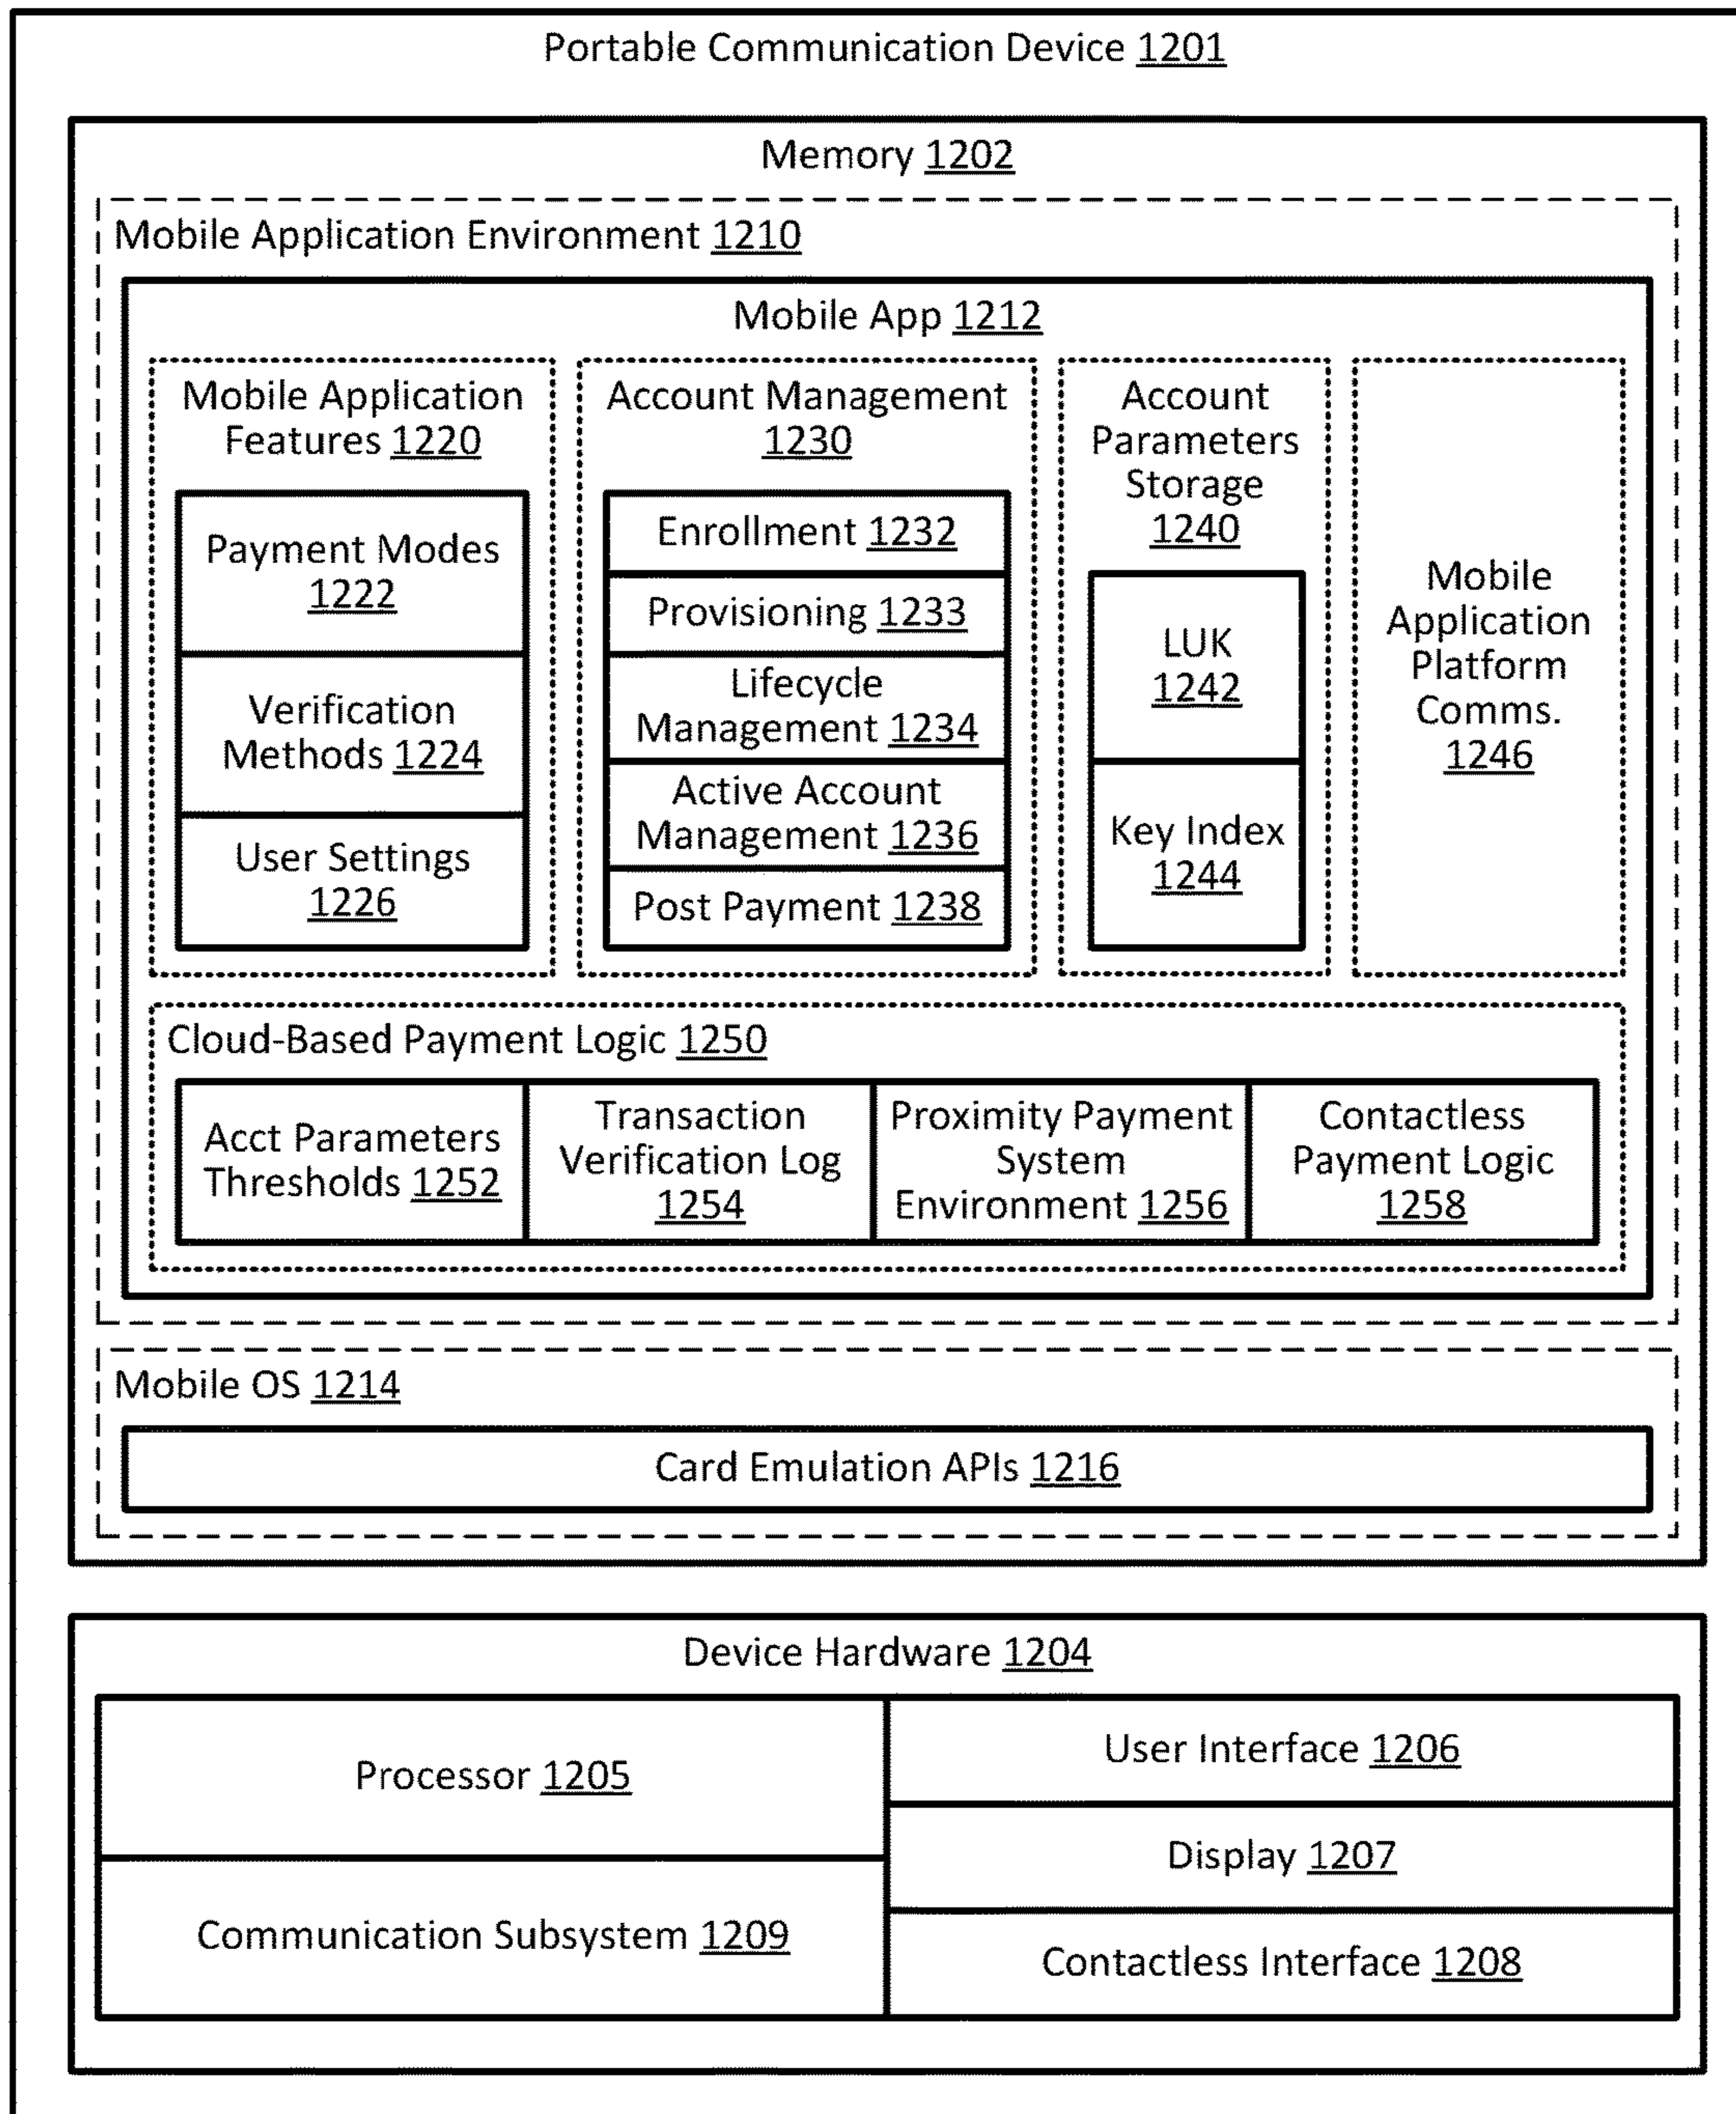 Portable Communication Device 1201
Memory 1202
Mobile Application Environment 1210
Mobile App 1212
Mobile Application
Features 1220
Payment Modes
1222
Verification
Methods 1224
User Settings
1226
Account Management
1230
Enrollment 1232
Provisioning 1233
Lifecycle
Management 1234
Active Account
Management 1236
Post Payment 1238
Account
Parameters
Storage
1240
LUK
1242
Key Index
1244
Mobile
Application
Platform
Comms.
1246
Cloud-Based Payment Logic 1250
Acct Parameters
Thresholds 1252
Transaction
Verification Log
1254
Proximity Payment
System
Environment 1256
Contactless
Payment Logic
1258
Mobile OS 1214
Card Emulation APIs 1216
Device Hardware 1204
Processor 1205
Communication Subsystem 1209
User Interface 1206
Display 1207
Contactless Interface 1208